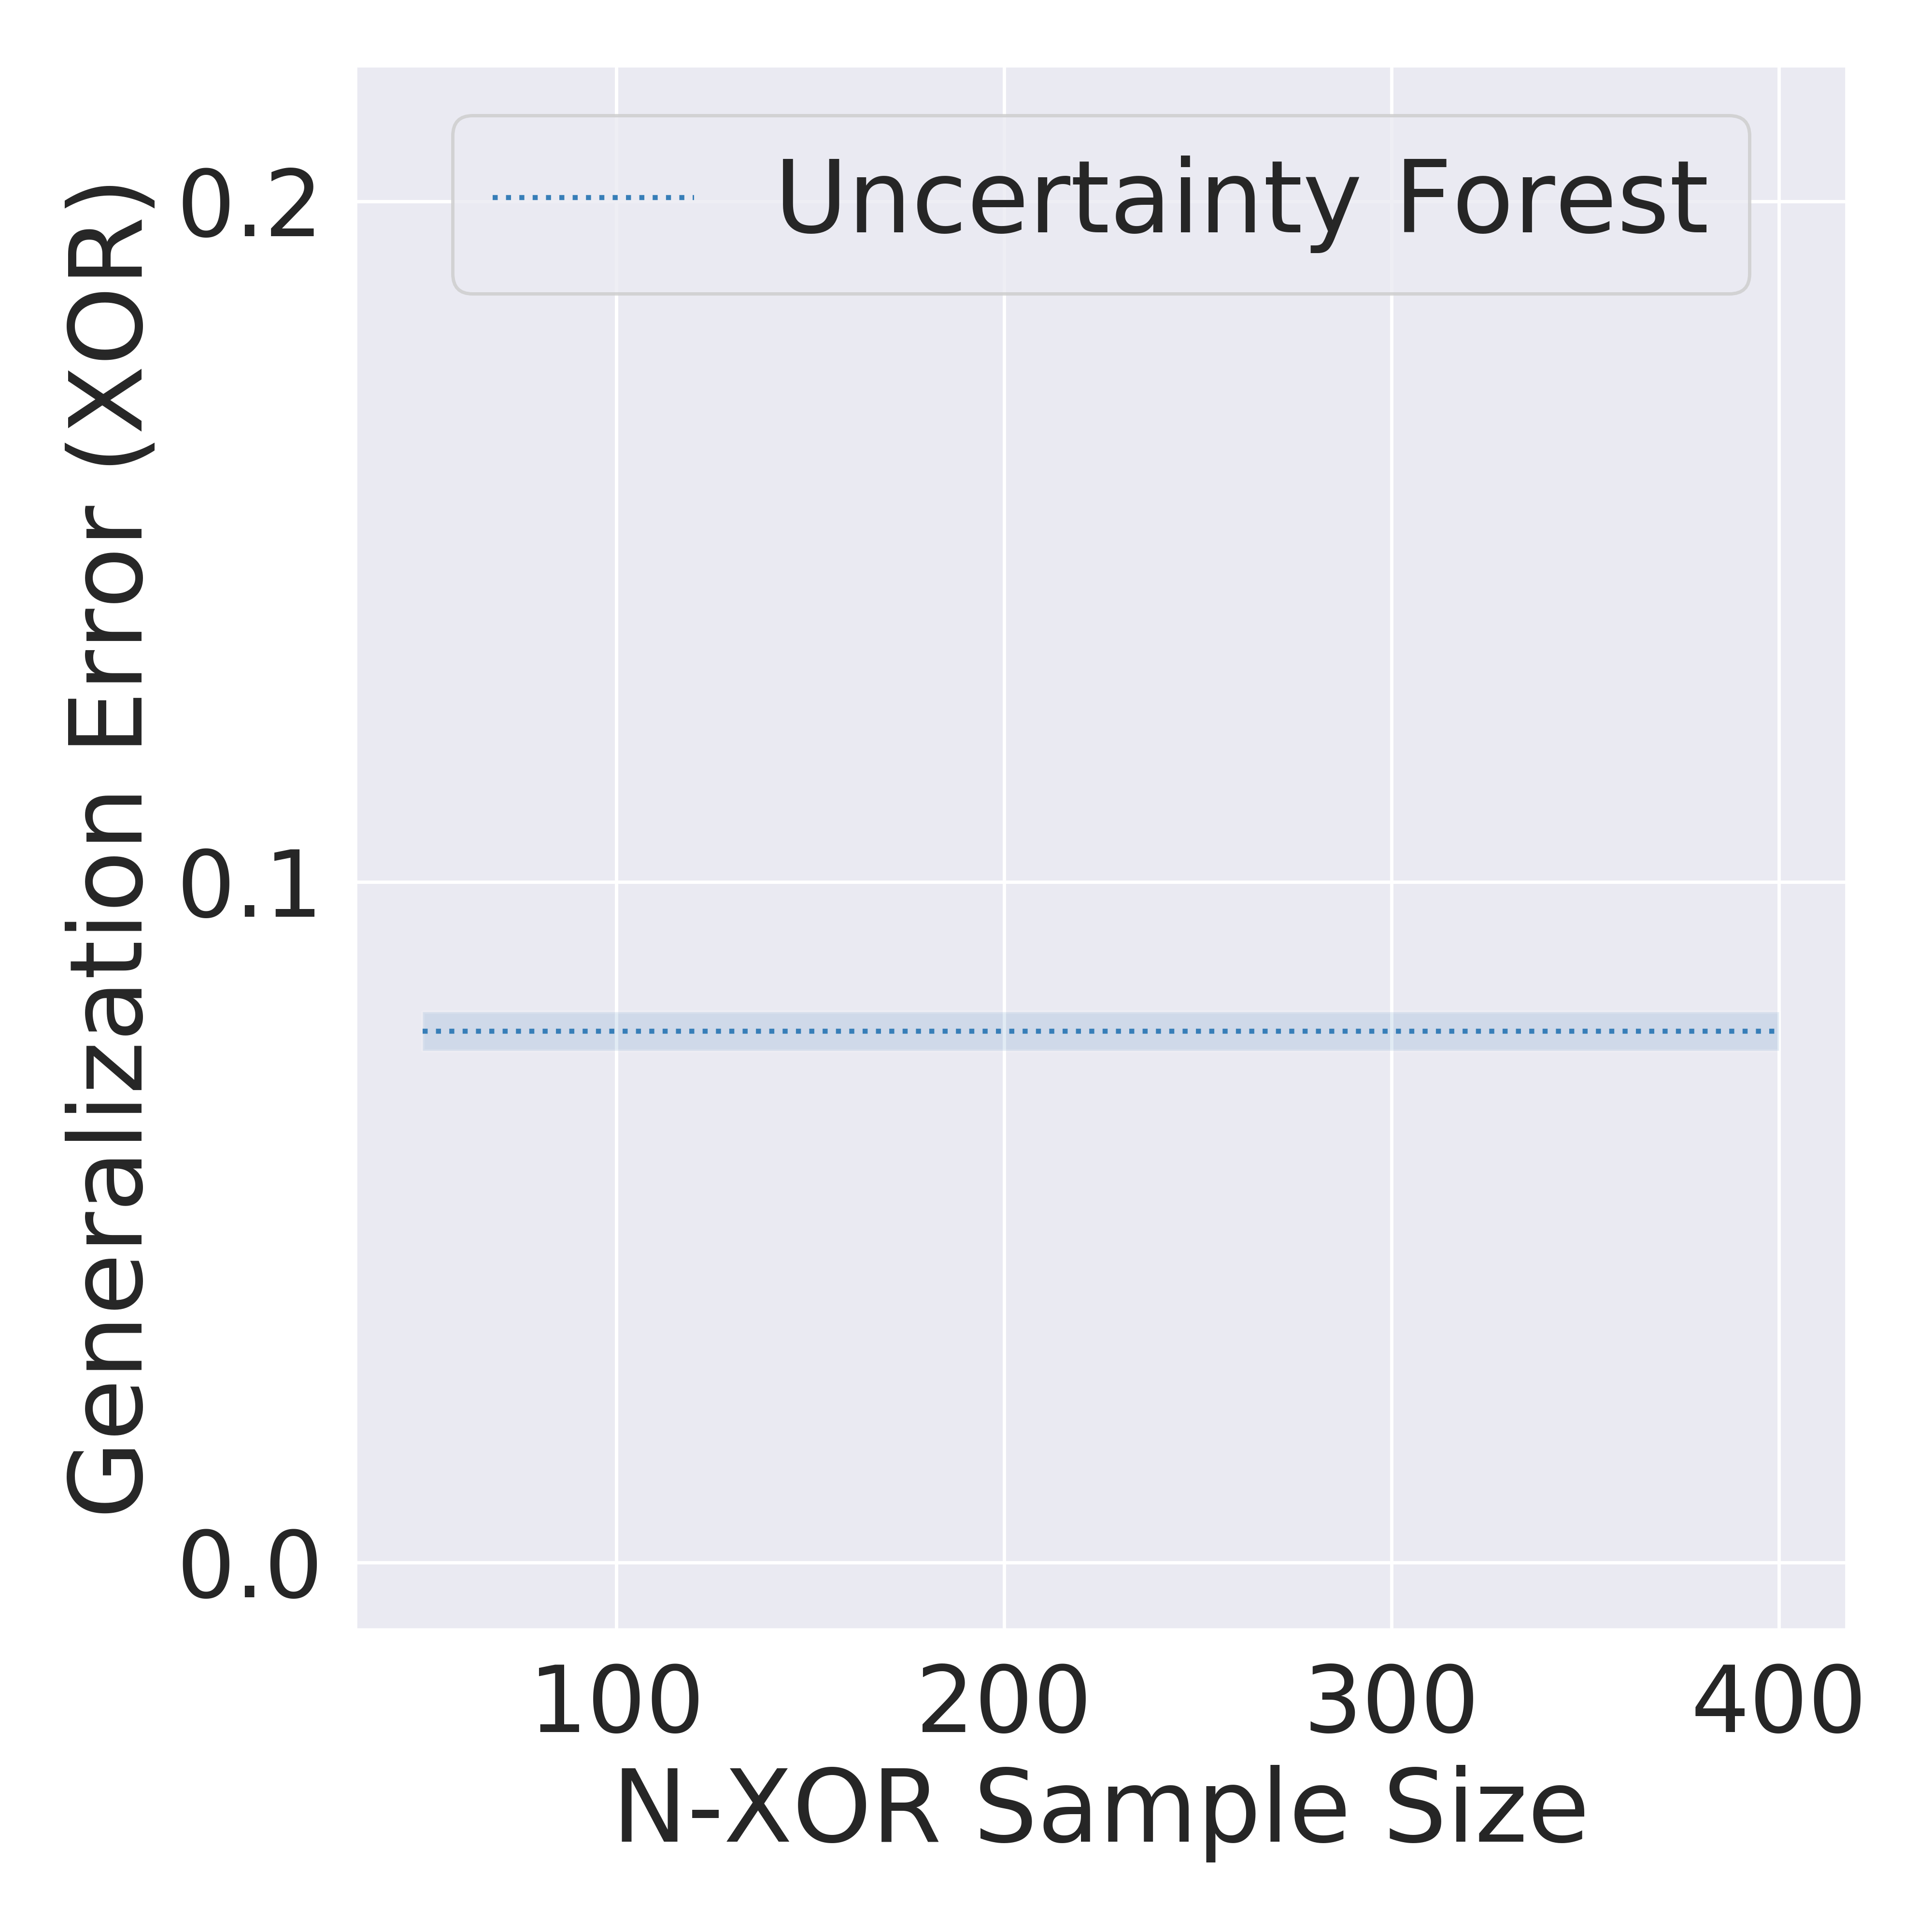 Uncertainty Forest
Generalization Error (XOR)
0.2
0.1
0.0
100 200 300 400
N-XOR Sample Size